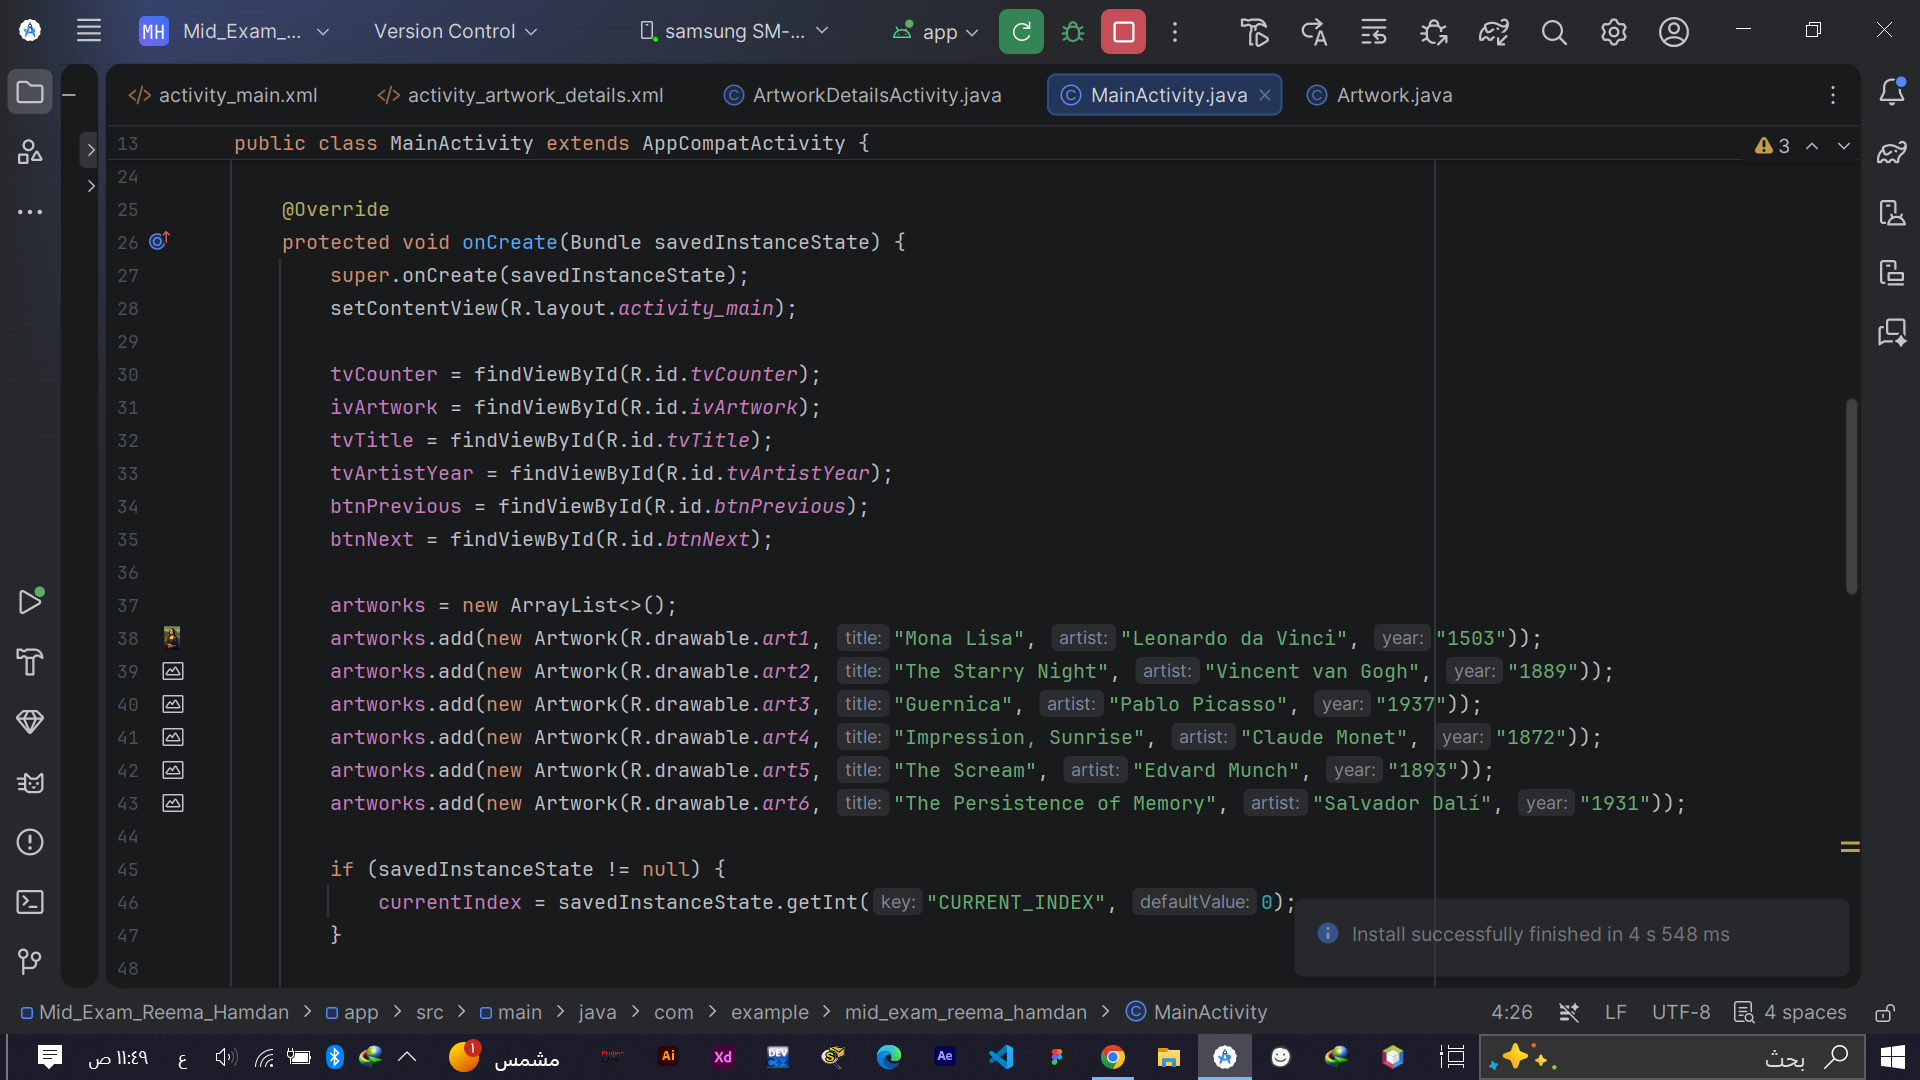 MH Mid_Exam_... Version Control samsung SM-... app
activity_main.xml activity_artwork_details.xml ArtworkDetailsActivity.java MainActivity.java Artwork.java
13 public class MainActivity extends AppCompatActivity { 3
24
25 @Override
26 protected void onCreate(Bundle savedInstanceState) {
27 super.onCreate(savedInstanceState);
28 setContentView(R.layout.activity_main);
29
30 tvCounter = findViewById(R.id.tvCounter);
31 ivArtwork = findViewById(R.id.ivArtwork);
32 tvTitle = findViewById(R.id.tvTitle);
33 tvArtistYear = findViewById(R.id.tvArtistYear);
34 btnPrevious = findViewById(R.id.btnPrevious);
35 btnNext = findViewById(R.id.btnNext);
36
37 artworks = new ArrayList<>();
38 artworks.add(new Artwork(R.drawable.art1, title: "Mona Lisa", artist: "Leonardo da Vinci", year: "1503"));
39 artworks.add(new Artwork(R.drawable.art2, title: "The Starry Night", artist: "Vincent van Gogh", year: "1889"));
40 artworks.add(new Artwork(R.drawable.art3, title: "Guernica", artist: "Pablo Picasso", year: "1937"));
41 artworks.add(new Artwork(R.drawable.art4, title: "Impression, Sunrise", artist: "Claude Monet", year: "1872"));
42 artworks.add(new Artwork(R.drawable.art5, title: "The Scream", artist: "Edvard Munch", year: "1893"));
43 artworks.add(new Artwork(R.drawable.art6, title: "The Persistence of Memory", artist: "Salvador Dalí", year: "1931"));
44
45 if (savedInstanceState != null) {
46 currentIndex = savedInstanceState.getInt( key: "CURRENT_INDEX", defaultValue: 0);
47 }
48
Install successfully finished in 4 s 548 ms
Mid_Exam_Reema_Hamdan > app > src > main > java > com > example > mid_exam_reema_hamdan > MainActivity 4:26 LF UTF-8 4 spaces
١١:٤٩ ص ع ١ مشمس Ai Xd DEV Ae بحث